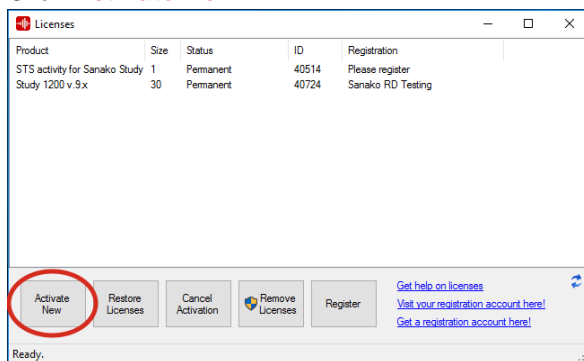 Licenses
Product Size Status ID Registration
STS activity for Sanako Study 1 Permanent 40514 Please register
Study 1200 v.9.x 30 Permanent 40724 Sanako RD Testing
Activate New
Restore Licenses
Cancel Activation
Remove Licenses
Register
Get help on licenses
Visit your registration account here!
Get a registration account here!
Ready.